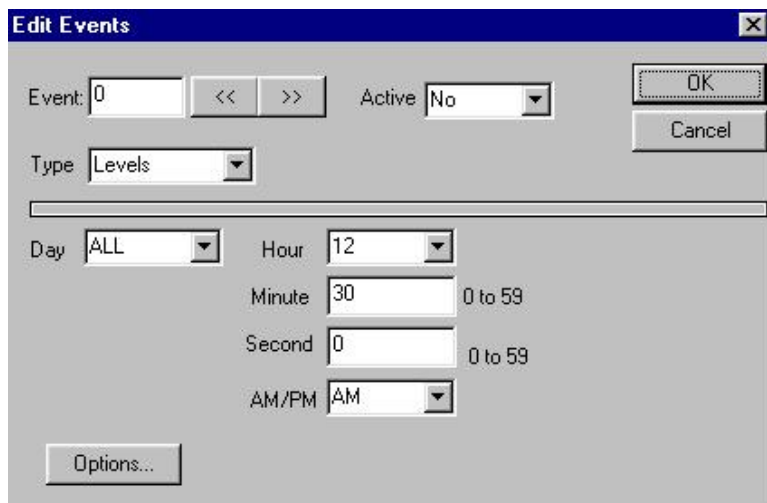 Edit Events
Event: 0 << >> Active No OK
Cancel
Type Levels
Day ALL Hour 12
Minute 30 0 to 59
Second 0 0 to 59
AM/PM AM
Options...